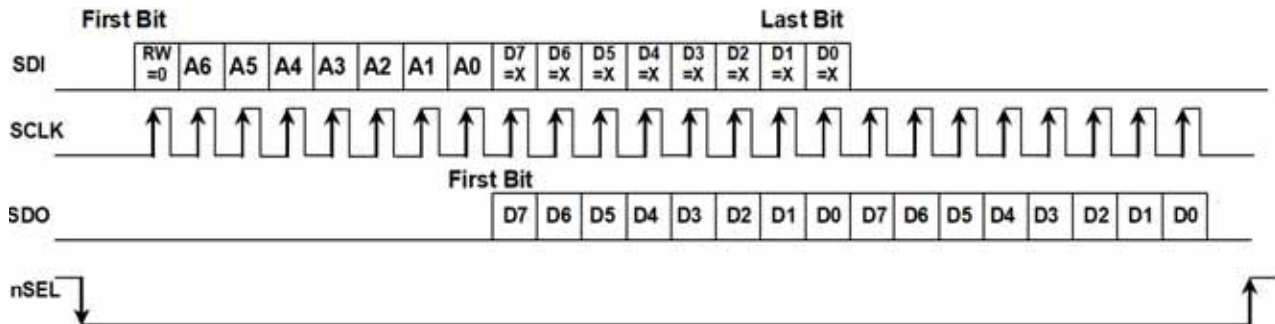 First Bit Last Bit
SDI RW =0 A6 A5 A4 A3 A2 A1 A0 D7 =X D6 =X D5 =X D4 =X D3 =X D2 =X D1 =X D0 =X
SCLK
First Bit
SDO D7 D6 D5 D4 D3 D2 D1 D0 D7 D6 D5 D4 D3 D2 D1 D0
nSEL